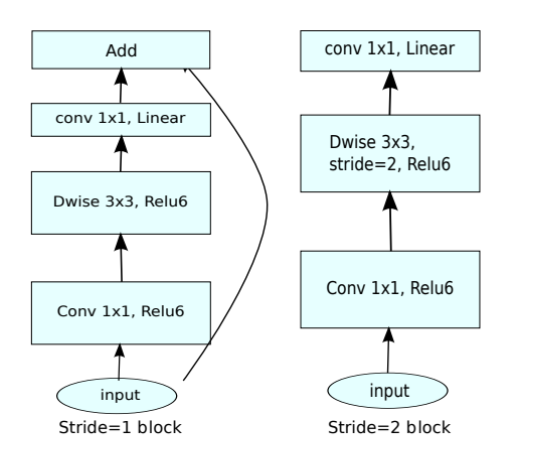 Add
conv 1x1, Linear
Dwise 3x3, Relu6
Conv 1x1, Relu6
input
Stride=1 block
conv 1x1, Linear
Dwise 3x3,
stride=2, Relu6
Conv 1x1, Relu6
input
Stride=2 block